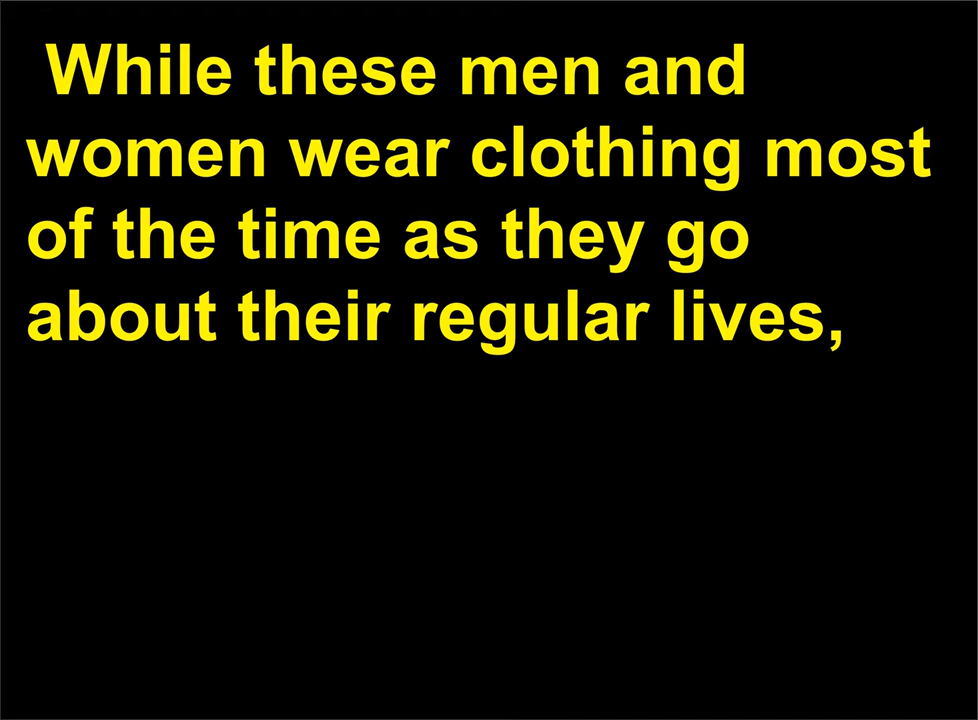 While these men and
women wear clothing most
of the time as they go
about their regular lives,